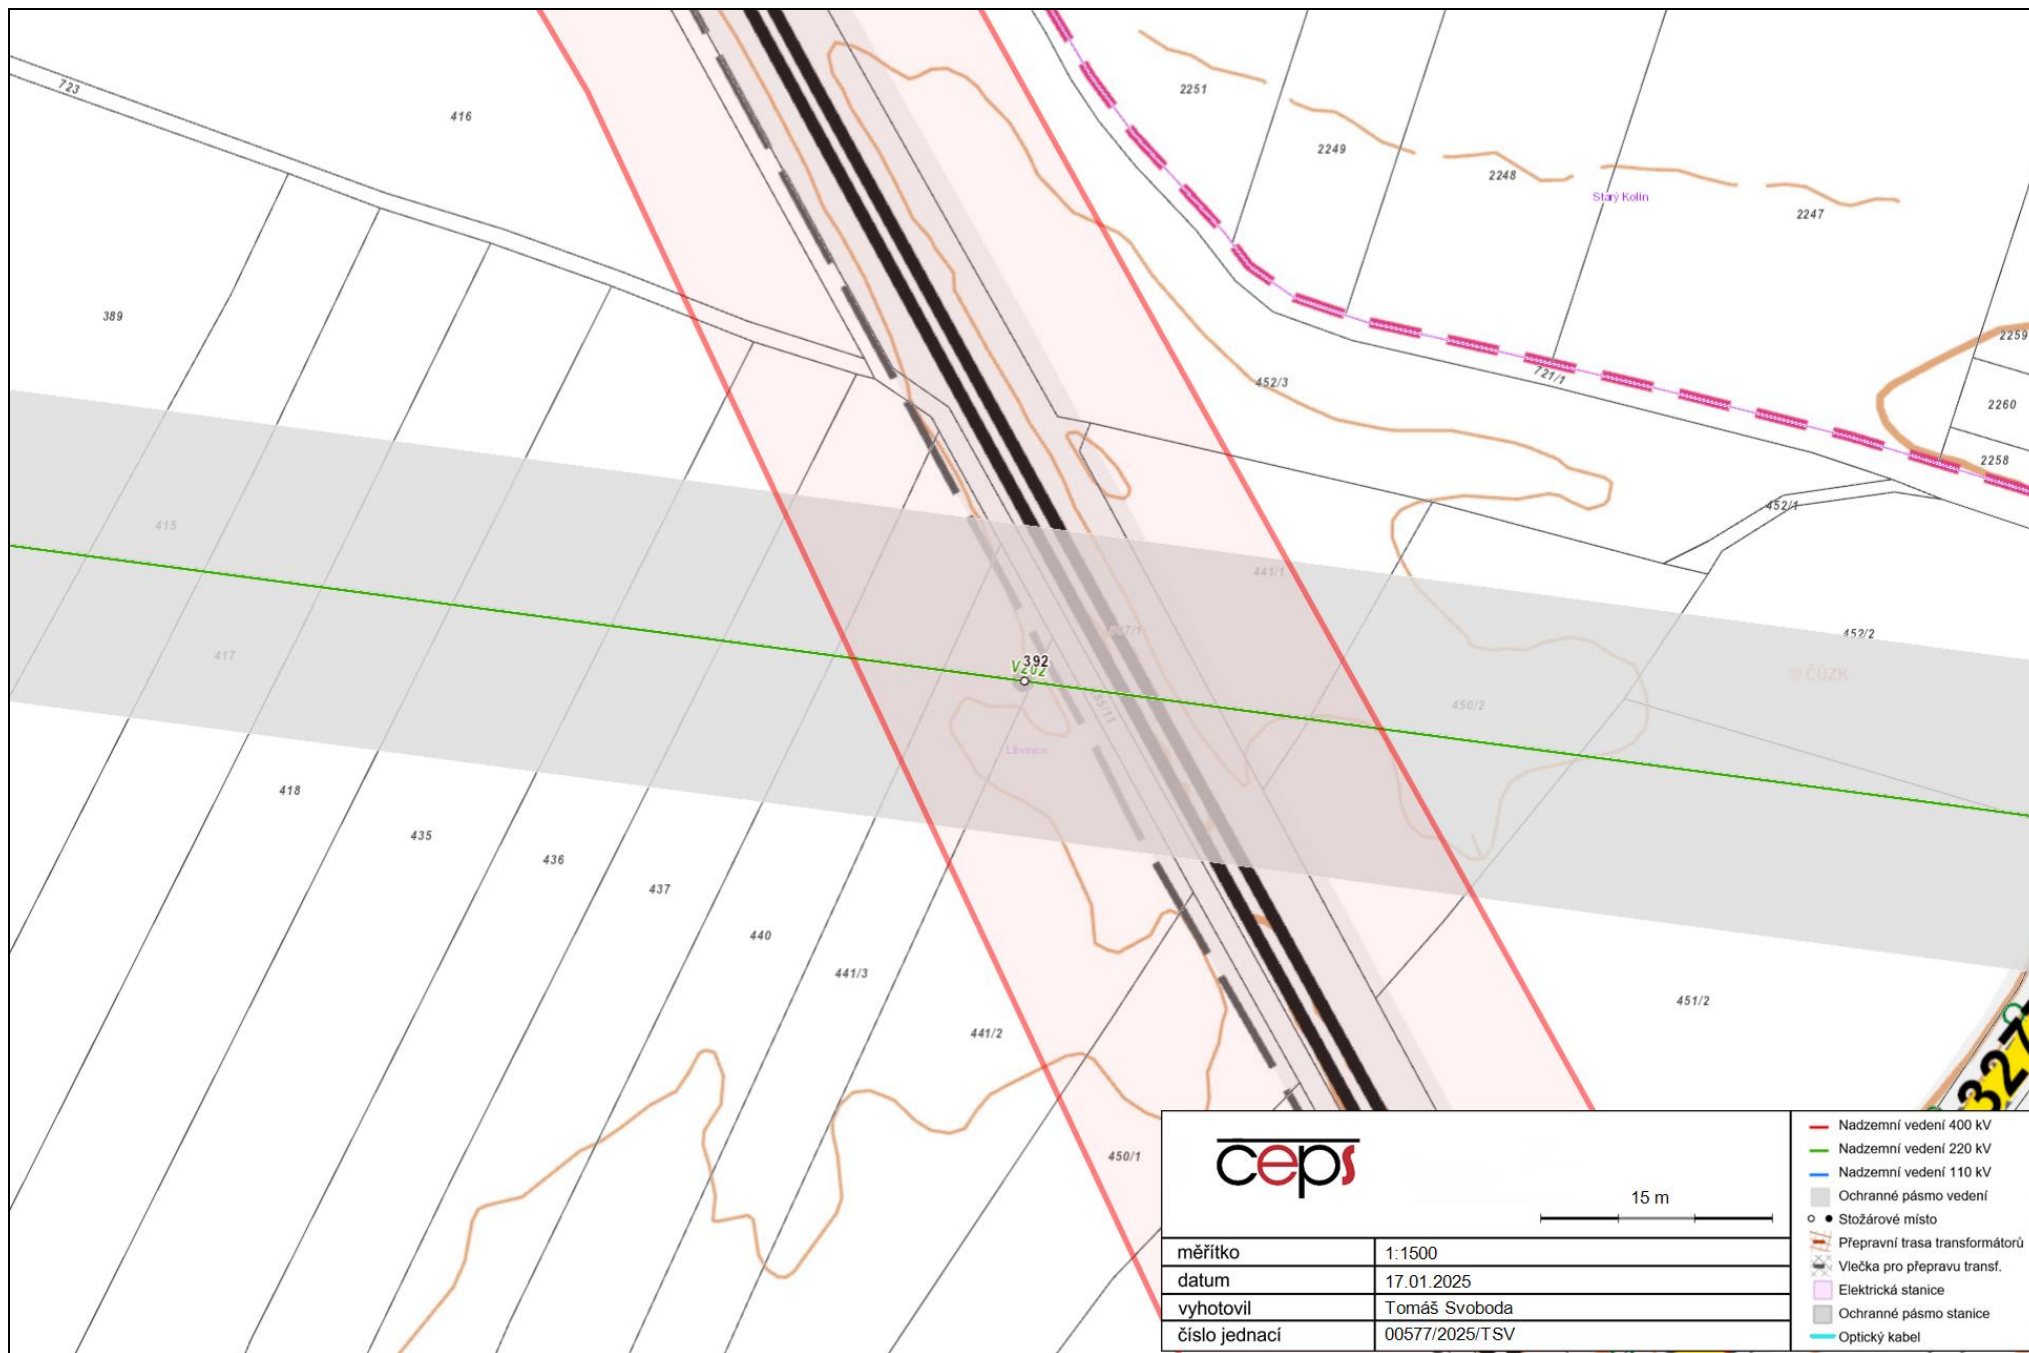 723
416
2251
2249
2248
Starý Kolín
2247
389
2259
452/3
721/1
2260
2258
415
452/1
441/1
417
452/2
392
V202
© ČÚZK
450/2
Libenice
418
435
436
437
440
441/3
451/2
441/2
327
450/1
čeps
15 m
měřítko 1:1500
datum 17.01.2025
vyhotovil Tomáš Svoboda
číslo jednací 00577/2025/TSV
Nadzemní vedení 400 kV
Nadzemní vedení 220 kV
Nadzemní vedení 110 kV
Ochranné pásmo vedení
Stožárové místo
Přepravní trasa transformátorů
Vlečka pro přepravu transf.
Elektrická stanice
Ochranné pásmo stanice
Optický kabel